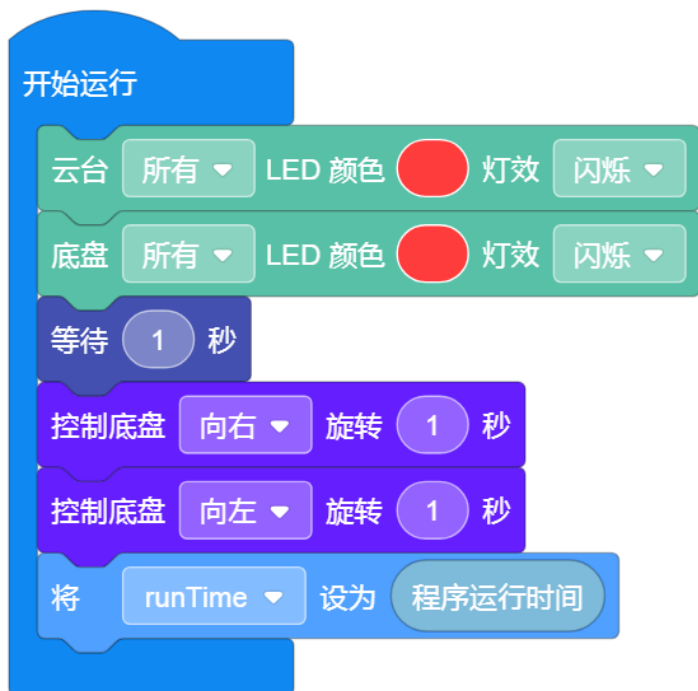 开始运行
云台 所有 LED 颜色 灯效 闪烁
底盘 所有 LED 颜色 灯效 闪烁
等待 1 秒
控制底盘 向右 旋转 1 秒
控制底盘 向左 旋转 1 秒
将 runTime 设为 程序运行时间